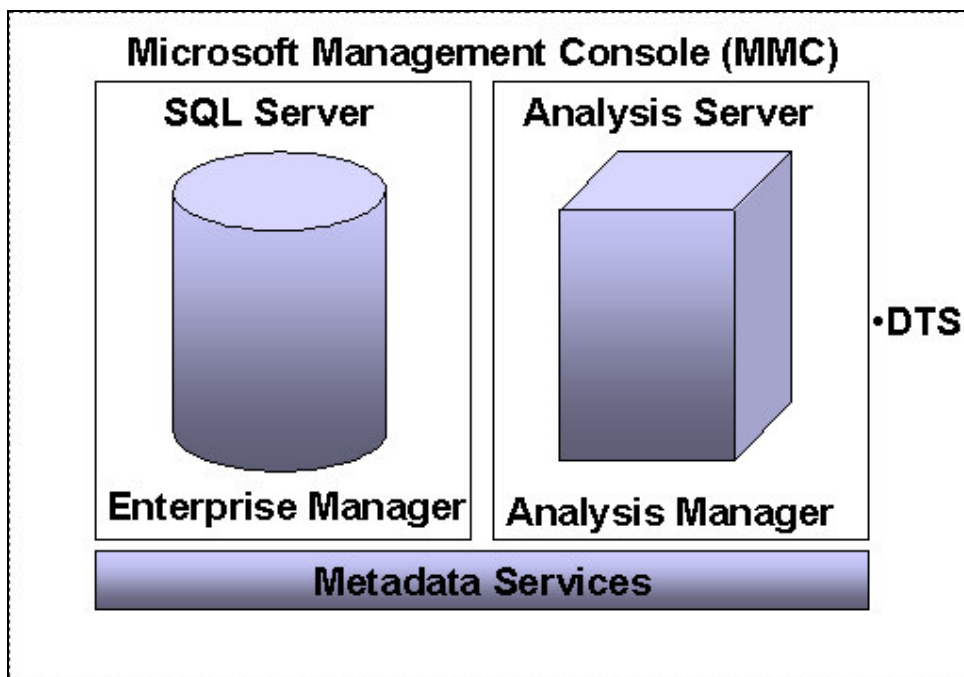 Microsoft Management Console (MMC)
SQL Server
Analysis Server
•DTS
Enterprise Manager
Analysis Manager
Metadata Services